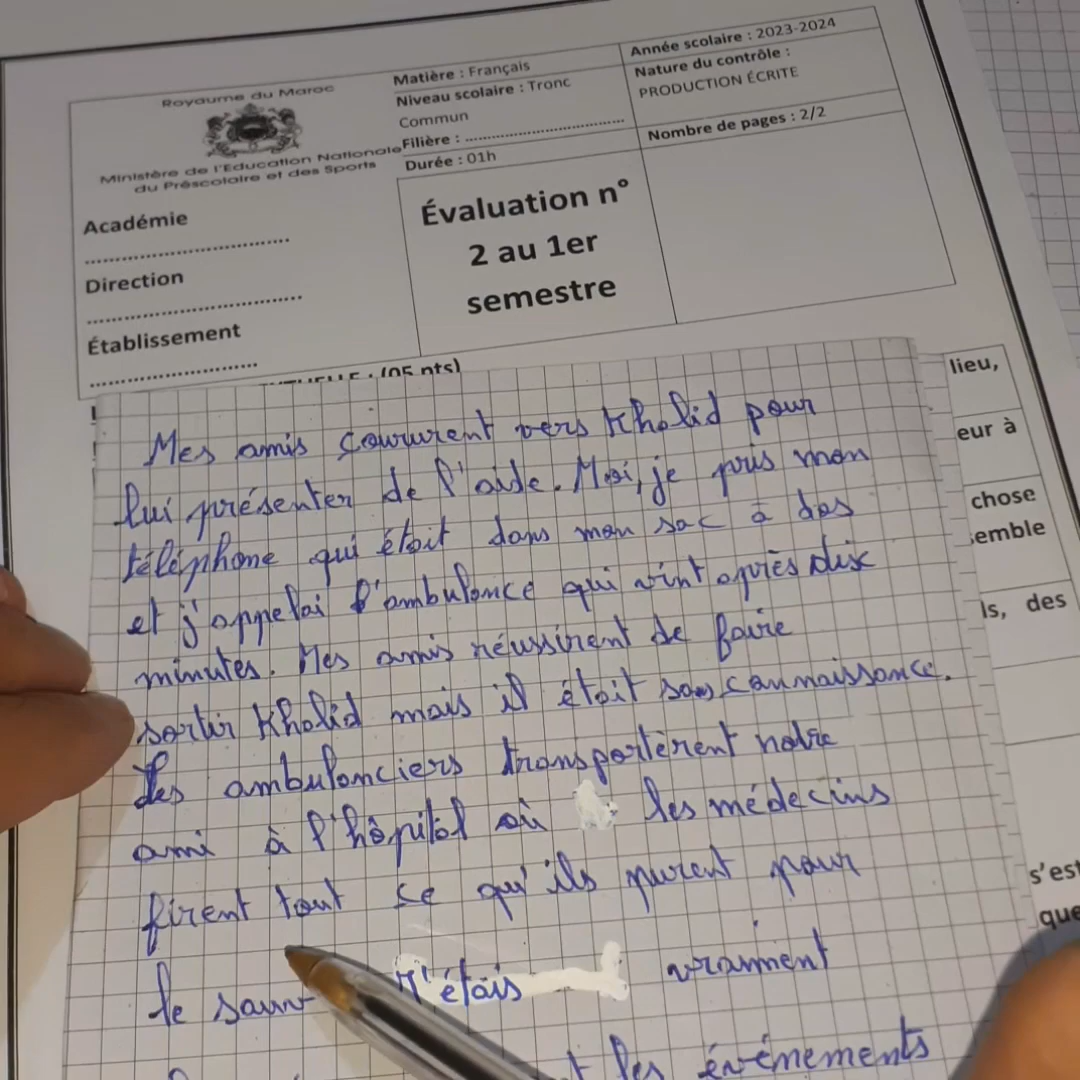 Royaume du Maroc
Ministère de l'Education Nationale
du Préscolaire et des Sports
Académie
Direction
Établissement
Matière : Français
Niveau scolaire : Tronc
Commun
Filière :
Durée : 01h
Année scolaire : 2023-2024
Nature du contrôle :
PRODUCTION ÉCRITE
Nombre de pages : 2/2
Évaluation n°
2 au 1er
semestre
(05 pts)
lieu,
eur à
chose
semble
ls, des
s'est
que
Mes amis coururent vers Khalid pour
lui présenter de l'aide. Moi, je pris mon
téléphone qui était dans mon sac à dos
et j'appelai l'ambulance qui vint après dix
minutes. Mes amis réussirent de faire
sortir Khalid mais il était sans connaissance.
Les ambulanciers transportèrent notre
ami à l'hôpital où les médecins
firent tout ce qu'ils purent pour
le J'étais vraiment
les événements